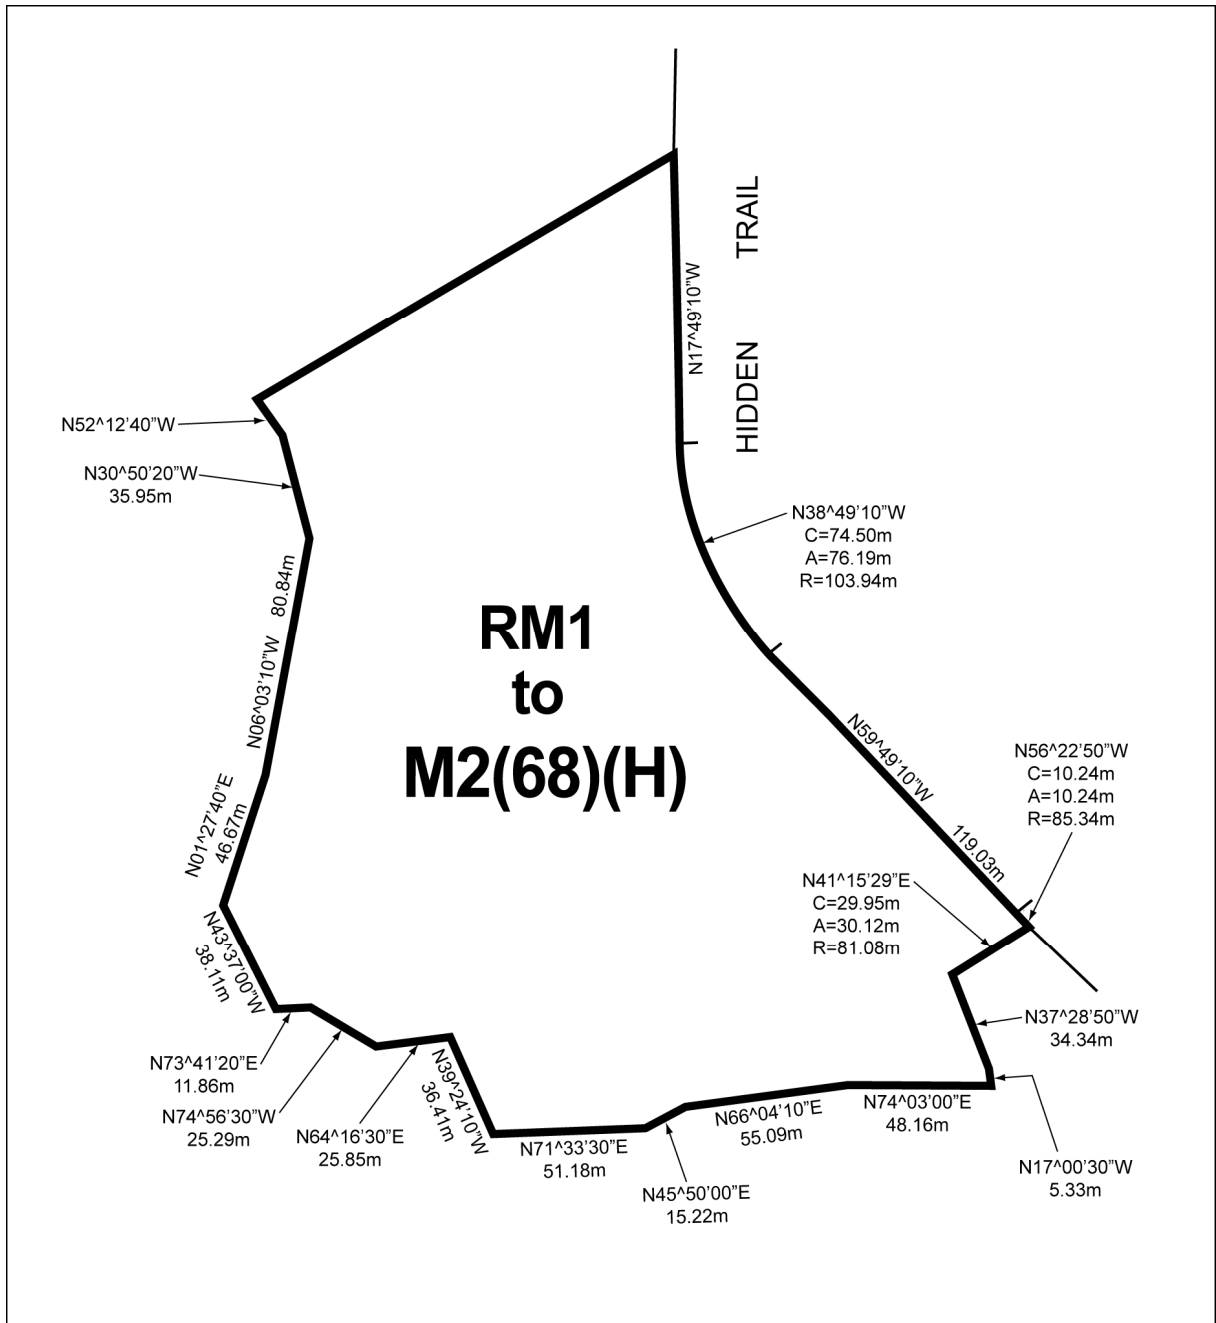 HIDDEN TRAIL
N17^49'10”W
N52^12'40”W
N30^50'20”W
35.95m
N38^49'10”W
C=74.50m
A=76.19m
R=103.94m
N06^03'10”W 80.84m
RM1
to
M2(68)(H)
N59^49'10”W 119.03m
N56^22'50”W
C=10.24m
A=10.24m
R=85.34m
N01^27'40”E
46.67m
N41^15'29”E
C=29.95m
A=30.12m
R=81.08m
N43^37'00”W
38.11m
N37^28'50”W
34.34m
N73^41'20”E
11.86m
N74^56'30”W
25.29m
N64^16'30”E
25.85m
N39^24'10”W
36.41m
N71^33'30”E
51.18m
N45^50'00”E
15.22m
N66^04'10”E
55.09m
N74^03'00”E
48.16m
N17^00'30”W
5.33m